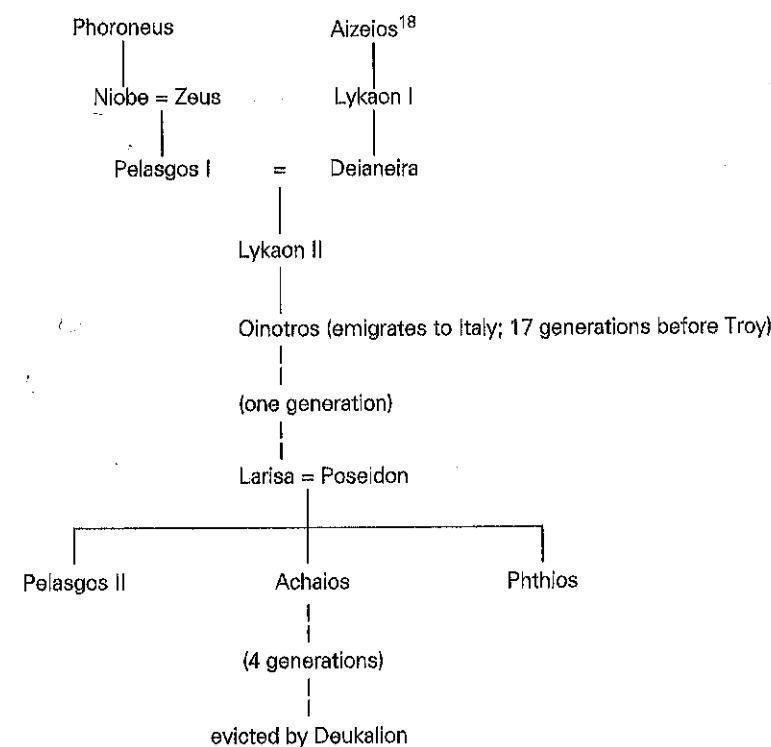 Phoroneus Aizeios18
Niobe = Zeus Lykaon I
Pelasgos I = Deianeira
Lykaon II
Oinotros (emigrates to Italy; 17 generations before Troy)
(one generation)
Larisa = Poseidon
Pelasgos II Achaios Phthios
(4 generations)
evicted by Deukalion